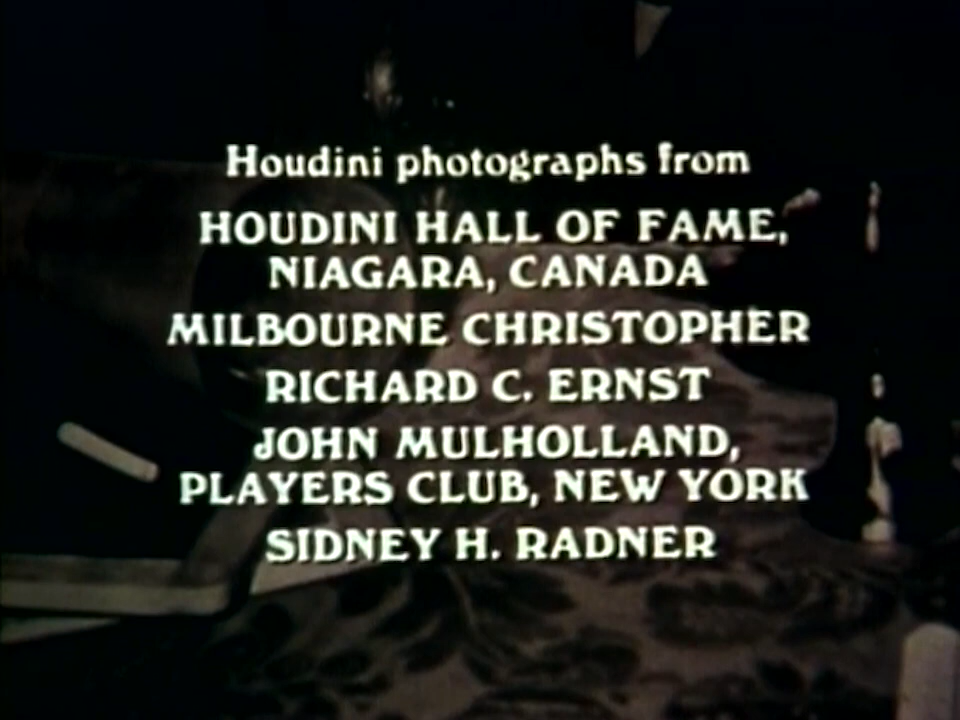 Houdini photographs from
HOUDINI HALL OF FAME,
NIAGARA, CANADA
MILBOURNE CHRISTOPHER
RICHARD C. ERNST
JOHN MULHOLLAND,
PLAYERS CLUB, NEW YORK
SIDNEY H. RADNER